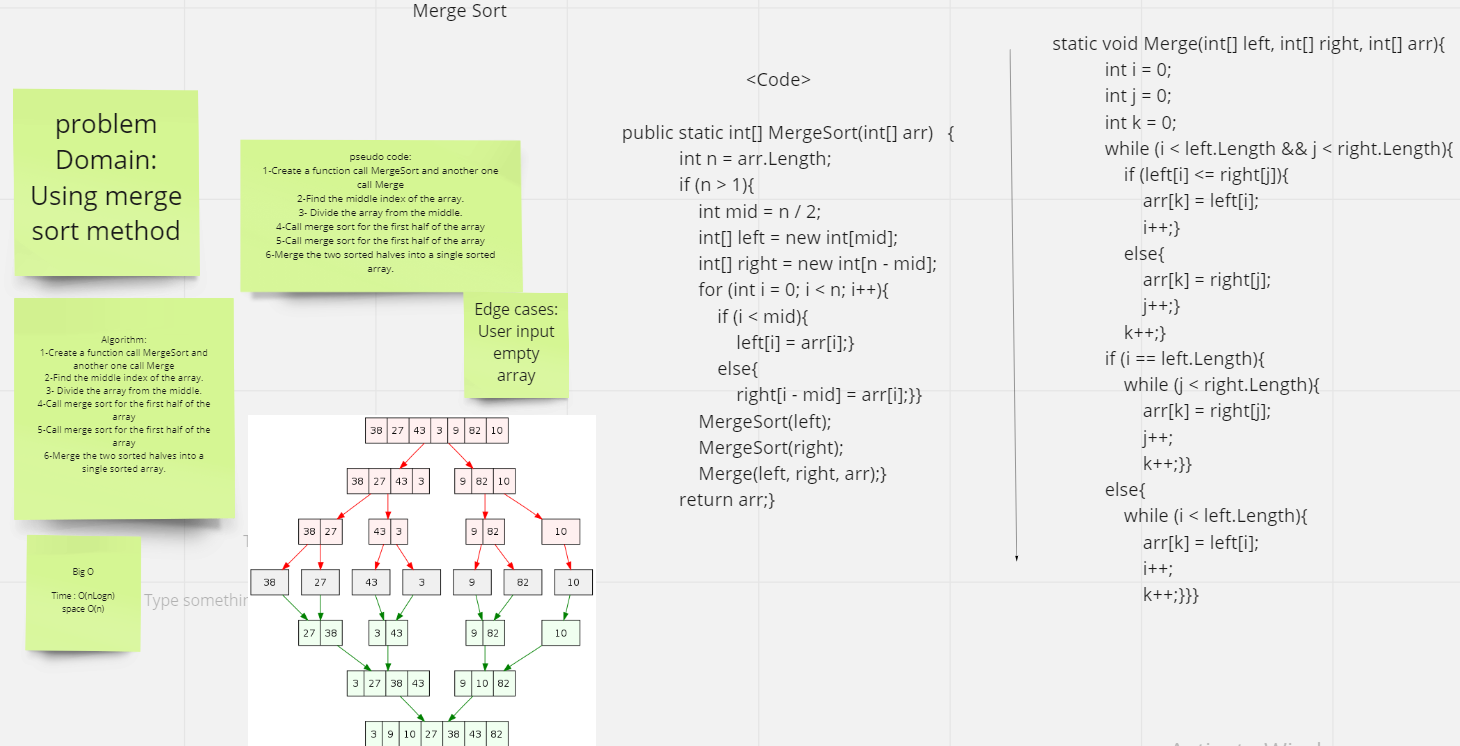 Merge Sort
problem
Domain:
Using merge
sort method
pseudo code:
1-Create a function call MergeSort and another one
call Merge
2-Find the middle index of the array.
3- Divide the array from the middle.
4-Call merge sort for the first half of the array
5-Call merge sort for the first half of the array
6-Merge the two sorted halves into a single sorted
array.
Edge cases:
User input
empty
array
Algorithm:
1-Create a function call MergeSort and
another one call Merge
2-Find the middle index of the array.
3- Divide the array from the middle.
4-Call merge sort for the first half of the
array
5-Call merge sort for the first half of the
array
6-Merge the two sorted halves into a
single sorted array.
Big O
Time : O(nLogn)
space O(n)
Type somethin
38 27 43 3 9 82 10
38 27 43 3 9 82 10
38 27 43 3 9 82 10
38 27 43 3 9 82 10
27 38 3 43 9 82 10
3 27 38 43 9 10 82
3 9 10 27 38 43 82
<Code>
public static int[] MergeSort(int[] arr) {
int n = arr.Length;
if (n > 1){
int mid = n / 2;
int[] left = new int[mid];
int[] right = new int[n - mid];
for (int i = 0; i < n; i++){
if (i < mid){
left[i] = arr[i];}
else{
right[i - mid] = arr[i];}}
MergeSort(left);
MergeSort(right);
Merge(left, right, arr);}
return arr;}
static void Merge(int[] left, int[] right, int[] arr){
int i = 0;
int j = 0;
int k = 0;
while (i < left.Length && j < right.Length){
if (left[i] <= right[j]){
arr[k] = left[i];
i++;}
else{
arr[k] = right[j];
j++;}
k++;}
if (i == left.Length){
while (j < right.Length){
arr[k] = right[j];
j++;
k++;}}
else{
while (i < left.Length){
arr[k] = left[i];
i++;
k++;}}}